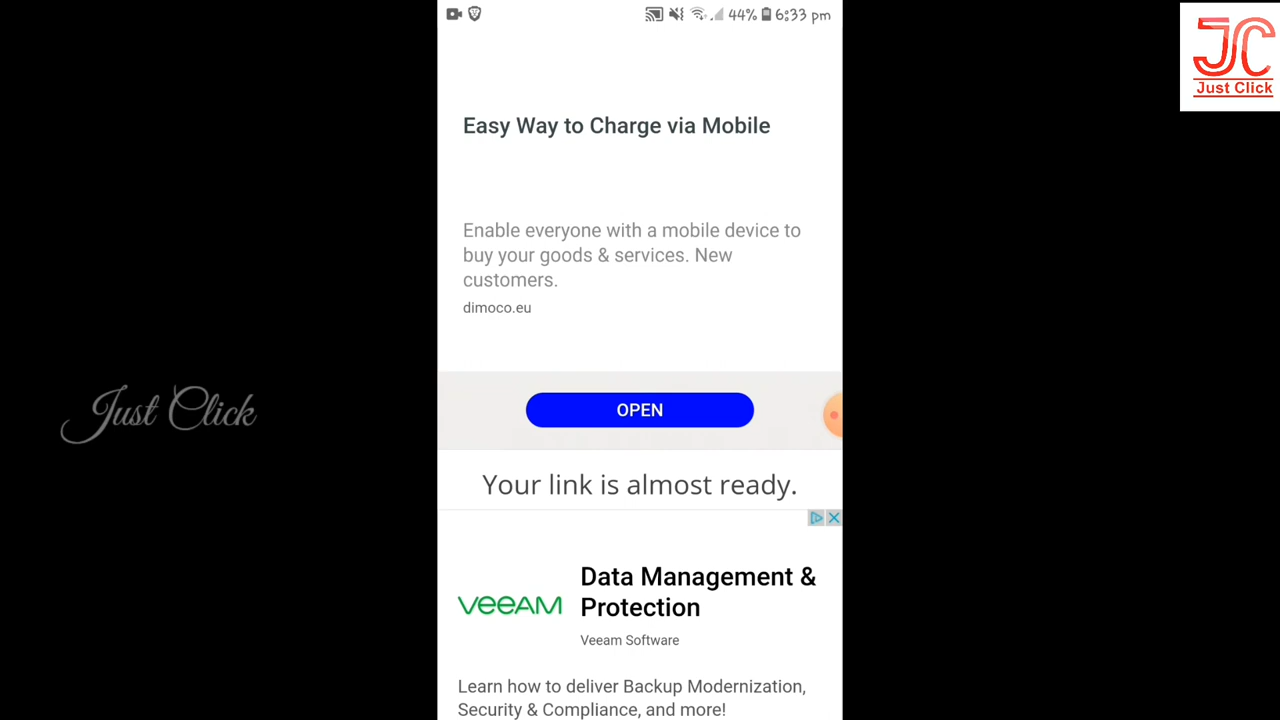 44% 6:33 pm
JC
Just Click
Easy Way to Charge via Mobile
Enable everyone with a mobile device to
buy your goods & services. New
customers.
dimoco.eu
Just Click
OPEN
Your link is almost ready.
Data Management &
Protection
VEEAM
Veeam Software
Learn how to deliver Backup Modernization,
Security & Compliance, and more!